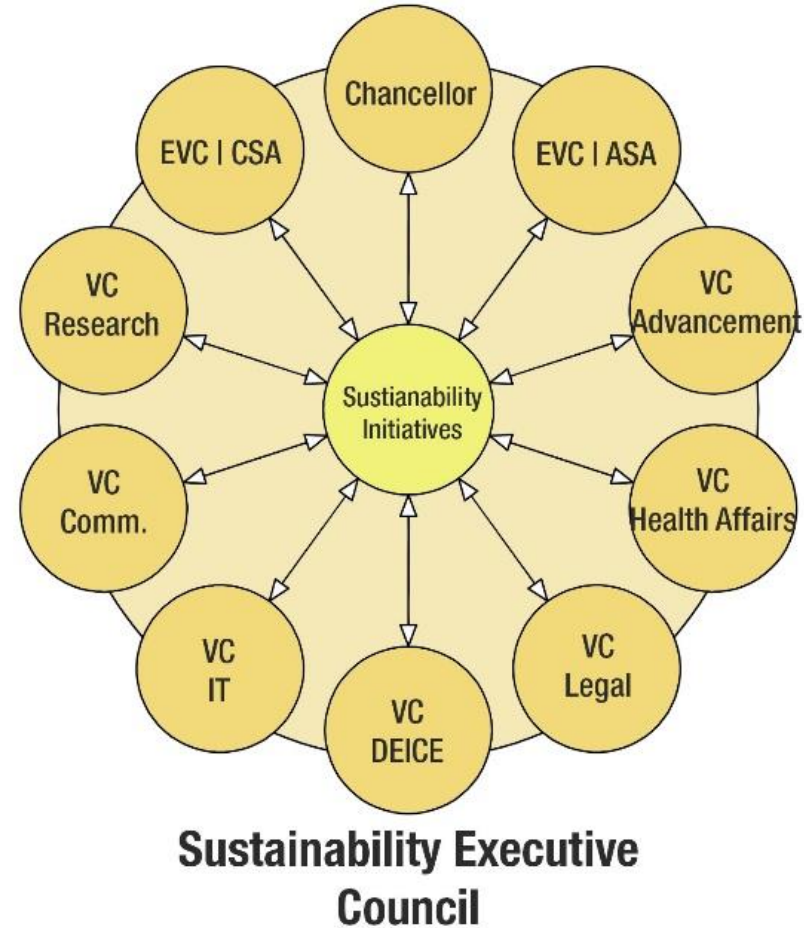 Chancellor
EVC | CSA
EVC | ASA
VC
Research
VC
Advancement
Sustianability
Initiatives
VC
Comm.
VC
Health Affairs
VC
IT
VC
Legal
VC
DEICE
Sustainability Executive
Council